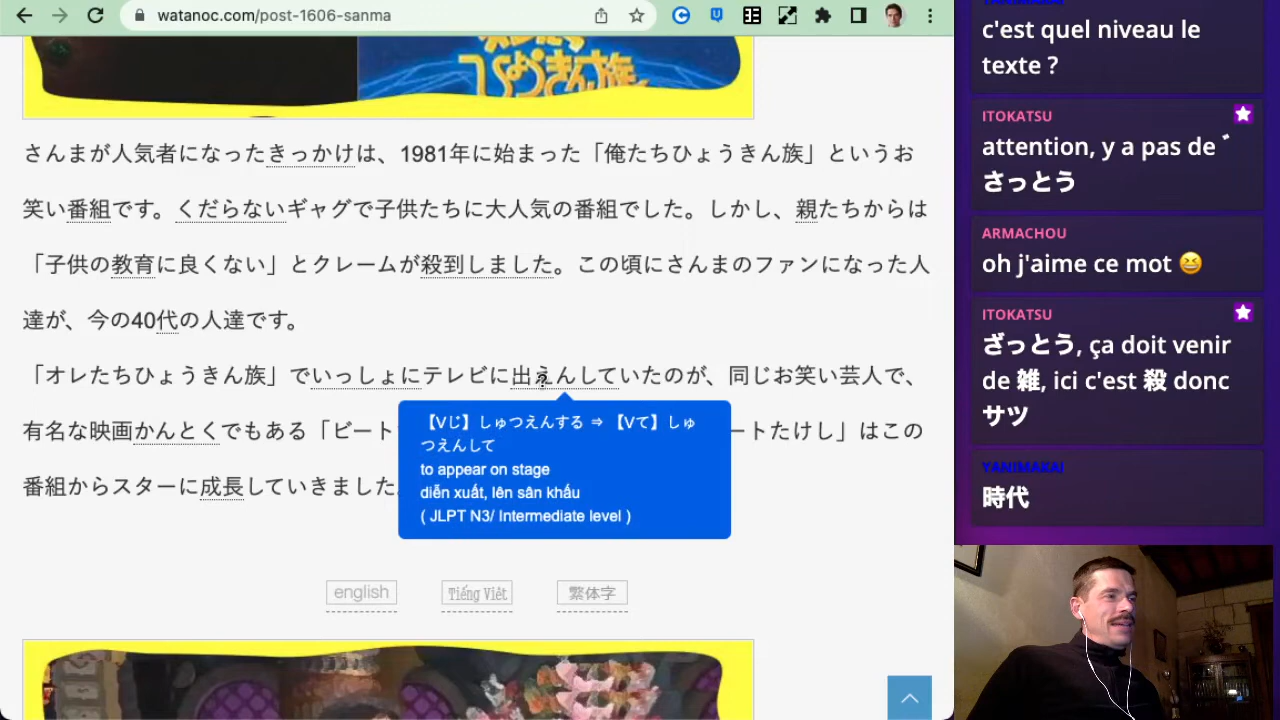 watanoc.com/post-1606-sanma
ひょうきん族
さんまが人気者になったきっかけは、1981年に始まった「俺たちひょうきん族」というお
笑い番組です。くだらないギャグで子供たちに大人気の番組でした。しかし、親たちからは
「子供の教育に良くない」とクレームが殺到しました。この頃にさんまのファンになった人
達が、今の40代の人達です。
「オレたちひょうきん族」でいっしょにテレビに出えんしていたのが、同じお笑い芸人で、
有名な映画かんとくでもある「ビート
ートたけし」はこの
番組からスターに成長していきました
【Vじ】しゅつえんする ⇒ 【Vて】しゅ
つえんして
to appear on stage
diễn xuất, lên sân khấu
( JLPT N3/ Intermediate level )
english
Tiếng Việt
繁体字
YANIMAKAI
c'est quel niveau le
texte ?
ITOKATSU
attention, y a pas de ゛
さっとう
ARMACHOU
oh j'aime ce mot 😆
ITOKATSU
ざっとう, ça doit venir
de 雑, ici c'est 殺 donc
サツ
YANIMAKAI
時代